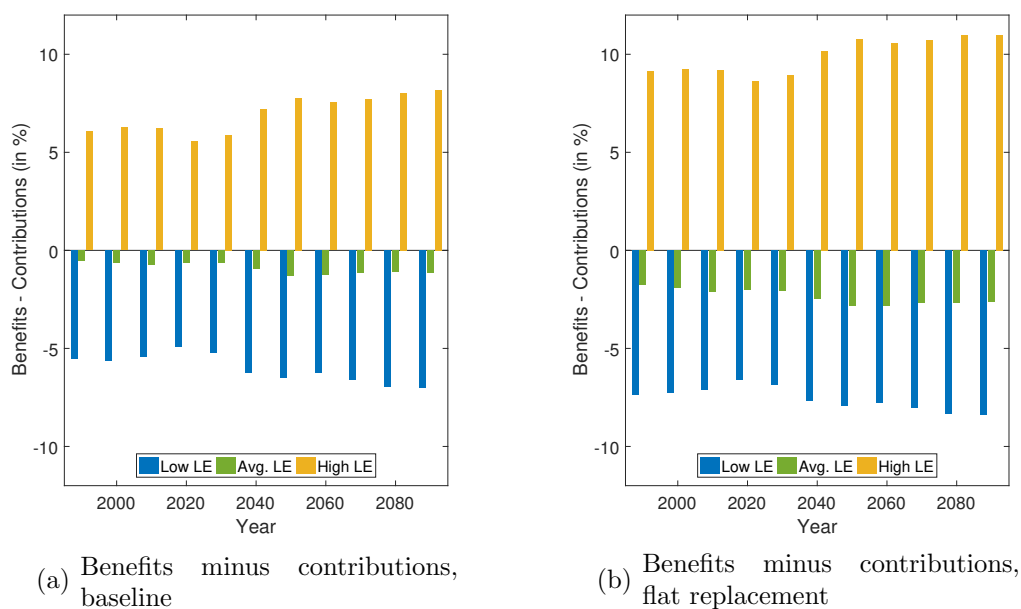 10
5
0
-5
-10
Benefits - Contributions (in %)
Low LE Avg. LE High LE
2000 2020 2040 2060 2080
Year
(a) Benefits minus contributions,
baseline
10
5
0
-5
-10
Benefits - Contributions (in %)
Low LE Avg. LE High LE
2000 2020 2040 2060 2080
Year
(b) Benefits minus contributions,
flat replacement